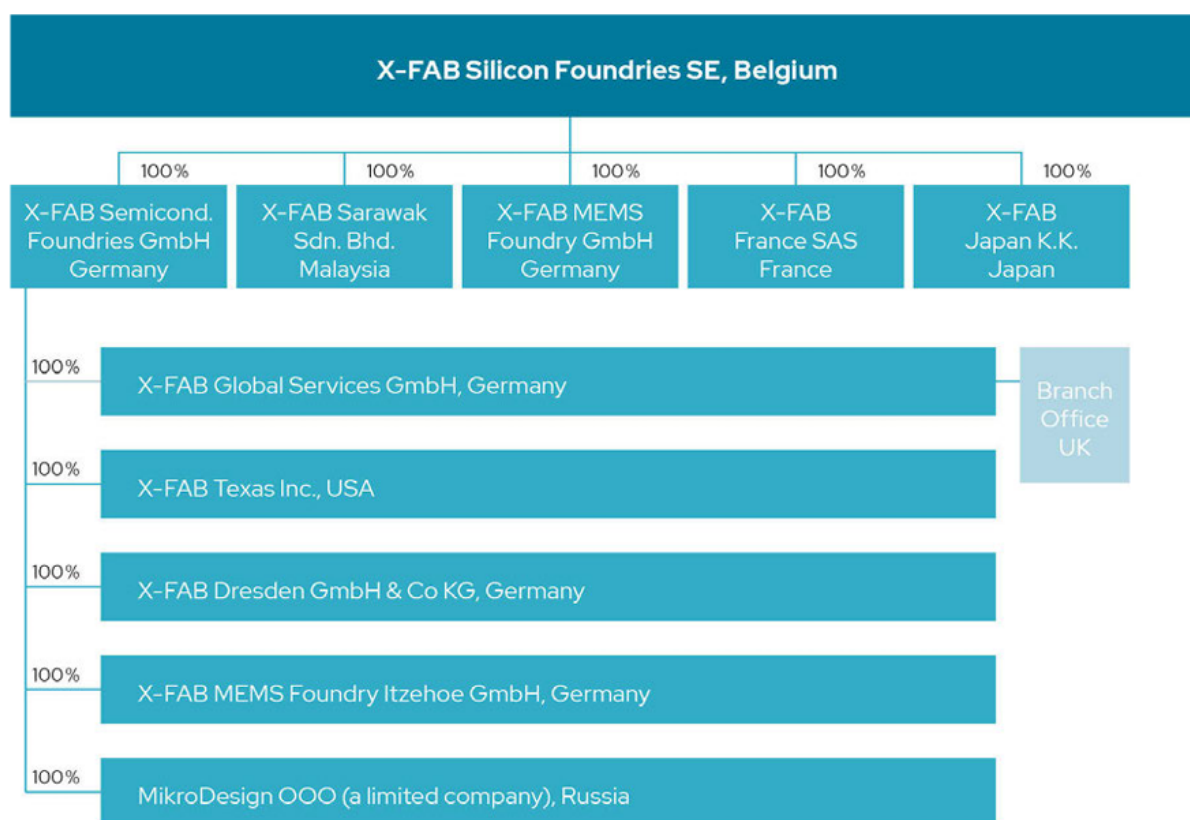 X-FAB Silicon Foundries SE, Belgium
100%
100%
100%
100%
100%
X-FAB Semicond.
Foundries GmbH
Germany
X-FAB Sarawak
Sdn. Bhd.
Malaysia
X-FAB MEMS
Foundry GmbH
Germany
X-FAB
France SAS
France
X-FAB
Japan K.K.
Japan
100%
X-FAB Global Services GmbH, Germany
Branch
Office
UK
100%
X-FAB Texas Inc., USA
100%
X-FAB Dresden GmbH & Co KG, Germany
100%
X-FAB MEMS Foundry Itzehoe GmbH, Germany
100%
MikroDesign OOO (a limited company), Russia